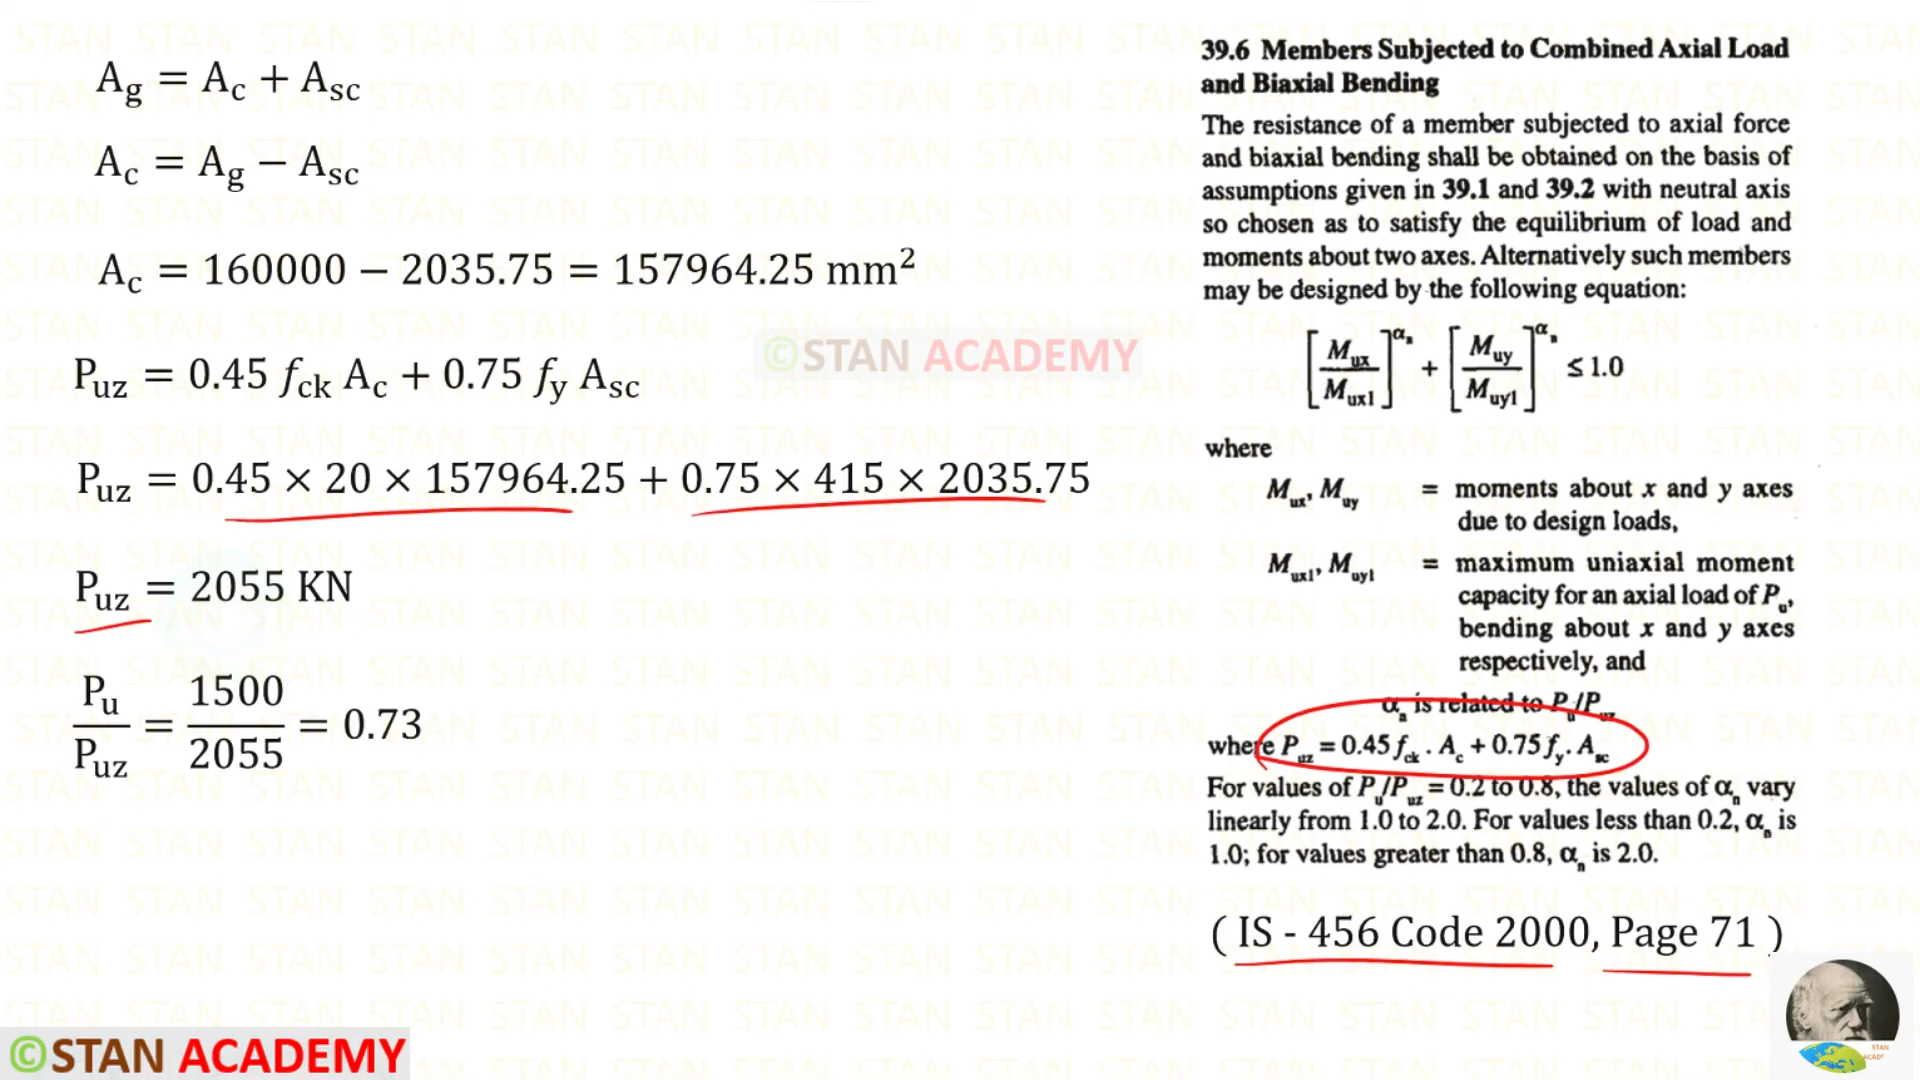 A_g = A_c + A_sc
A_c = A_g − A_sc
A_c = 160000 − 2035.75 = 157964.25 mm²
P_uz = 0.45 f_ck A_c + 0.75 f_y A_sc
P_uz = 0.45 × 20 × 157964.25 + 0.75 × 415 × 2035.75
P_uz = 2055 KN
P_u / P_uz = 1500 / 2055 = 0.73
©STAN ACADEMY
39.6 Members Subjected to Combined Axial Load
and Biaxial Bending
The resistance of a member subjected to axial force
and biaxial bending shall be obtained on the basis of
assumptions given in 39.1 and 39.2 with neutral axis
so chosen as to satisfy the equilibrium of load and
moments about two axes. Alternatively such members
may be designed by the following equation:
[M_ux / M_ux1]^α_n + [M_uy / M_uy1]^α_n ≤ 1.0
where
M_ux, M_uy = moments about x and y axes
due to design loads,
M_ux1, M_uy1 = maximum uniaxial moment
capacity for an axial load of P_u,
bending about x and y axes
respectively, and
α_n is related to P_u/P_uz
where P_uz = 0.45 f_ck . A_c + 0.75 f_y . A_sc
For values of P_u/P_uz = 0.2 to 0.8, the values of α_n vary
linearly from 1.0 to 2.0. For values less than 0.2, α_n is
1.0; for values greater than 0.8, α_n is 2.0.
( IS - 456 Code 2000, Page 71 )
©STAN ACADEMY